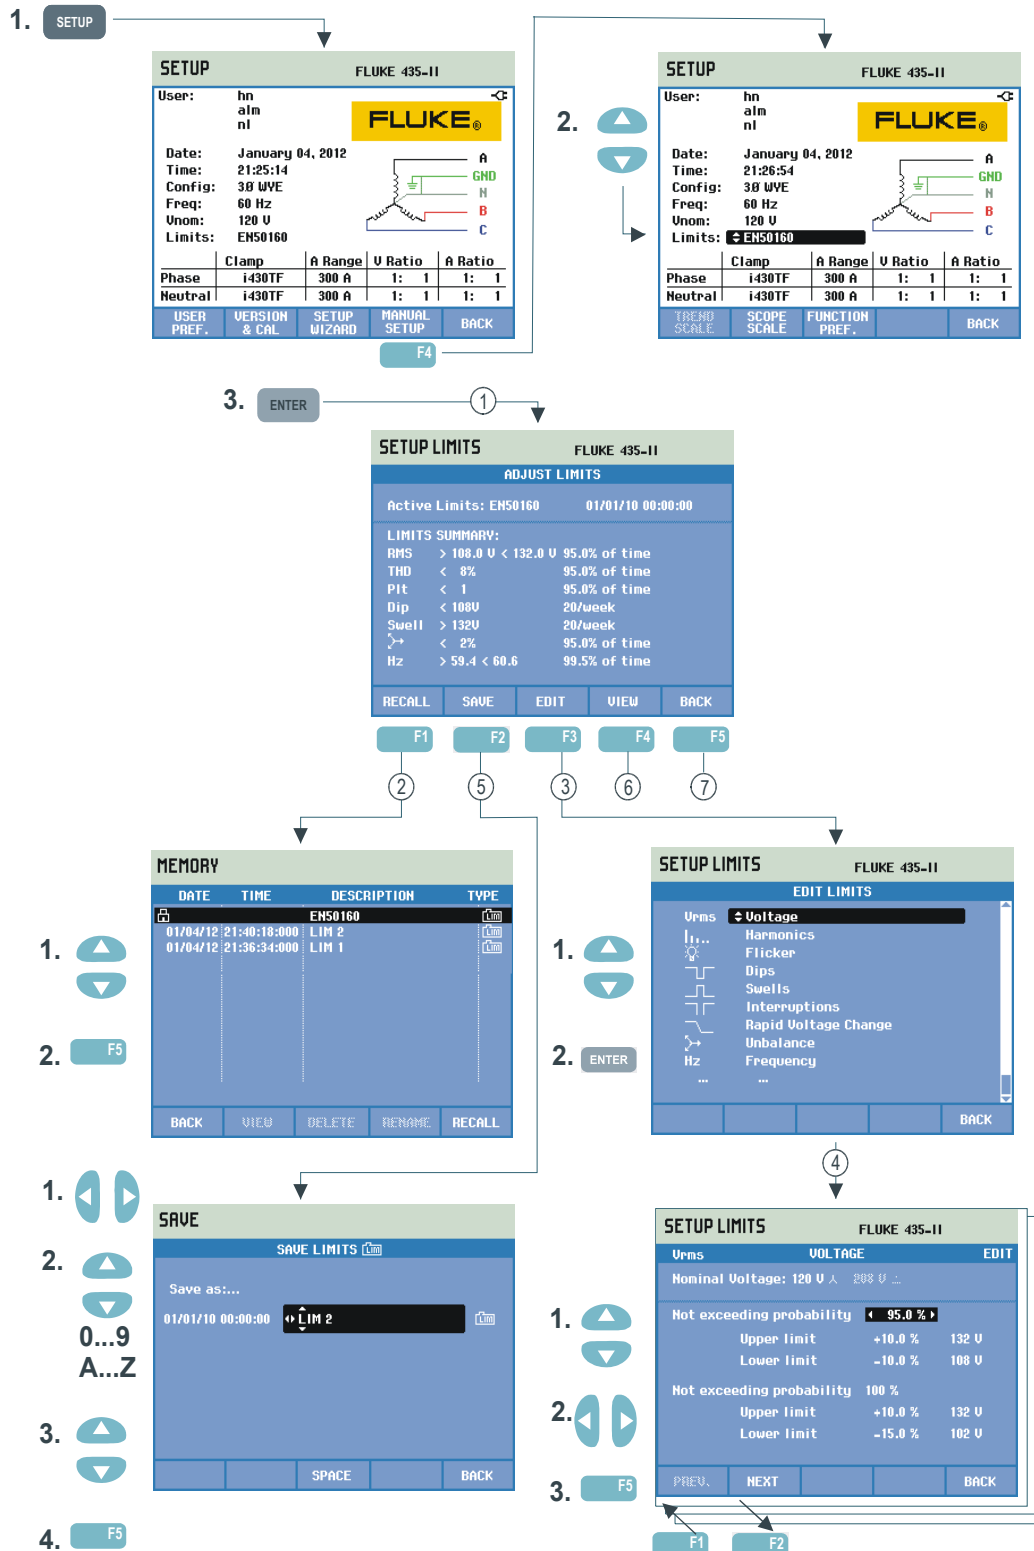 1. SETUP
SETUP FLUKE 435-II
User: hn
alm
nl
FLUKE®
Date: January 04, 2012
Time: 21:25:14
Config: 3Ø WYE
Freq: 60 Hz
Vnom: 120 V
Limits: EN50160
A
GND
N
B
C
Clamp A Range V Ratio A Ratio
Phase i430TF 300 A 1: 1 1: 1
Neutral i430TF 300 A 1: 1 1: 1
USER PREF. VERSION & CAL SETUP WIZARD MANUAL SETUP BACK
F4
2.
SETUP FLUKE 435-II
User: hn
alm
nl
FLUKE®
Date: January 04, 2012
Time: 21:26:54
Config: 3Ø WYE
Freq: 60 Hz
Vnom: 120 V
Limits: EN50160
A
GND
N
B
C
Clamp A Range V Ratio A Ratio
Phase i430TF 300 A 1: 1 1: 1
Neutral i430TF 300 A 1: 1 1: 1
TREND SCALE SCOPE SCALE FUNCTION PREF. BACK
3. ENTER 1
SETUP LIMITS FLUKE 435-II
ADJUST LIMITS
Active Limits: EN50160 01/01/10 00:00:00
LIMITS SUMMARY:
RMS > 108.0 V < 132.0 V 95.0% of time
THD < 8% 95.0% of time
Plt < 1 95.0% of time
Dip < 108V 20/week
Swell > 132V 20/week
< 2% 95.0% of time
Hz > 59.4 < 60.6 99.5% of time
RECALL SAVE EDIT VIEW BACK
F1 F2 F3 F4 F5
2 5 3 6 7
MEMORY
DATE TIME DESCRIPTION TYPE
EN50160 Lim
01/04/12 21:40:18:000 LIM 2 Lim
01/04/12 21:36:34:000 LIM 1 Lim
BACK VIEW DELETE RENAME RECALL
1.
2. F5
SETUP LIMITS FLUKE 435-II
EDIT LIMITS
Vrms Voltage
Harmonics
Flicker
Dips
Swells
Interruptions
Rapid Voltage Change
Unbalance
Hz Frequency
... ...
BACK
1.
2. ENTER
4
1.
2.
0...9
A...Z
3.
4. F5
SAVE
SAVE LIMITS Lim
Save as:...
01/01/10 00:00:00 LIM 2 Lim
SPACE BACK
1.
2.
3. F5
SETUP LIMITS FLUKE 435-II
Vrms VOLTAGE EDIT
Nominal Voltage: 120 V 208 V
Not exceeding probability 95.0 %
Upper limit +10.0 % 132 V
Lower limit -10.0 % 108 V
Not exceeding probability 100 %
Upper limit +10.0 % 132 V
Lower limit -15.0 % 102 V
PREV. NEXT BACK
F1 F2